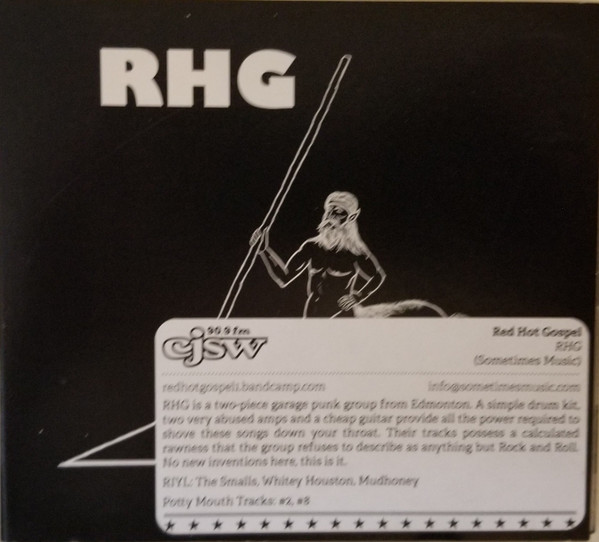 RHG
90.9 fm
cjsw
Red Hot Gospel
RHG
(Sometimes Music)
redhotgospel1.bandcamp.com
info@sometimesmusic.com
RHG is a two-piece garage punk group from Edmonton. A simple drum kit,
two very abused amps and a cheap guitar provide all the power required to
shove these songs down your throat. Their tracks possess a calculated
rawness that the group refuses to describe as anything but Rock and Roll.
No new inventions here, this is it.
RIYL: The Smalls, Whitey Houston, Mudhoney
Potty Mouth Tracks: #2, #8